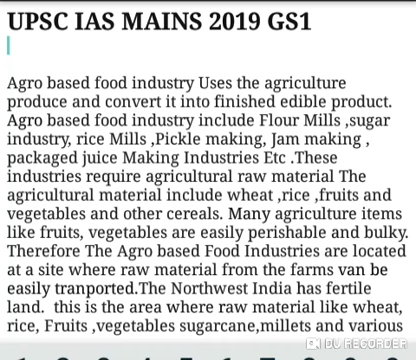 UPSC IAS MAINS 2019 GS1
Agro based food industry Uses the agriculture
produce and convert it into finished edible product.
Agro based food industry include Flour Mills ,sugar
industry, rice Mills ,Pickle making, Jam making ,
packaged juice Making Industries Etc .These
industries require agricultural raw material The
agricultural material include wheat ,rice ,fruits and
vegetables and other cereals. Many agriculture items
like fruits, vegetables are easily perishable and bulky.
Therefore The Agro based Food Industries are located
at a site where raw material from the farms van be
easily tranported.The Northwest India has fertile
land.  this is the area where raw material like wheat,
rice, Fruits ,vegetables sugarcane,millets and various
DU RECORDER